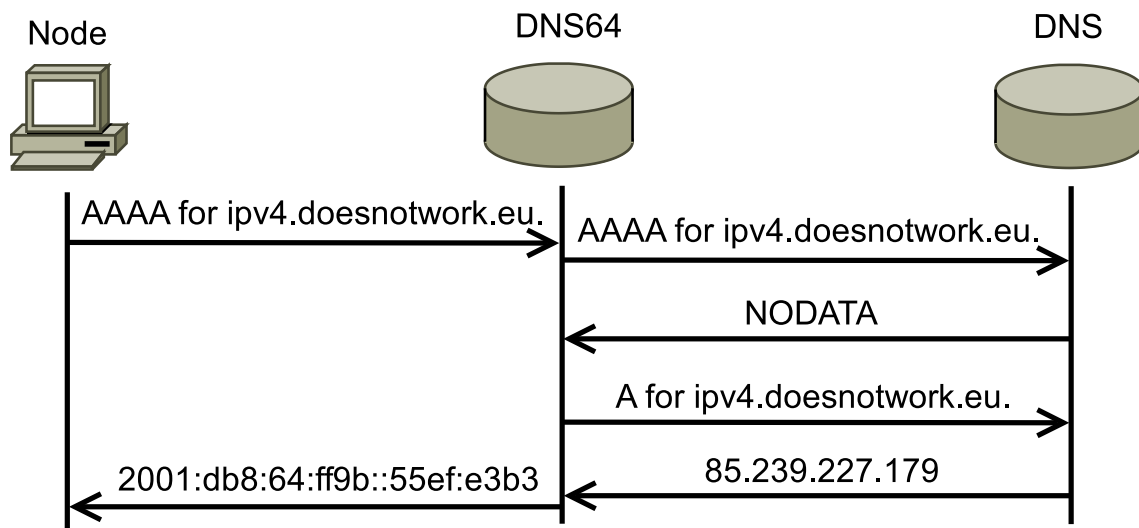 Node
DNS64
DNS
AAAA for ipv4.doesnotwork.eu.
AAAA for ipv4.doesnotwork.eu.
NODATA
A for ipv4.doesnotwork.eu.
85.239.227.179
2001:db8:64:ff9b::55ef:e3b3